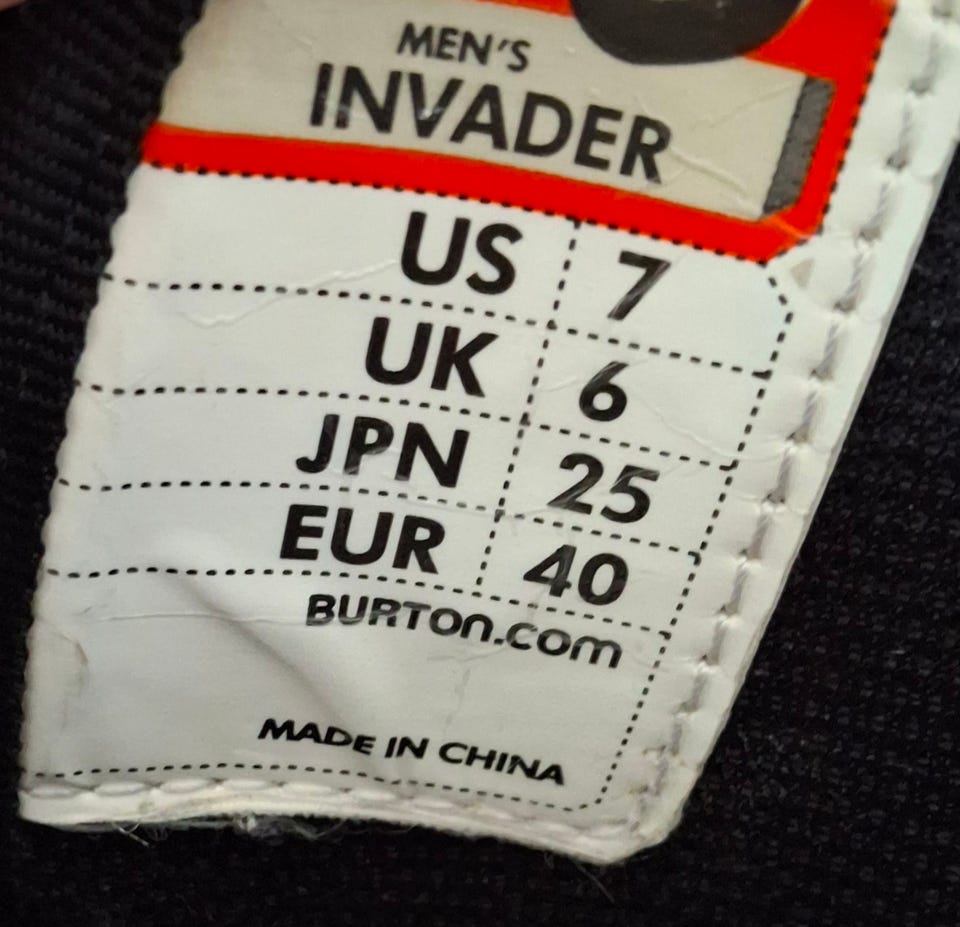 MEN'S
INVADER
US 7
UK 6
JPN 25
EUR 40
BURTON.COM
MADE IN CHINA